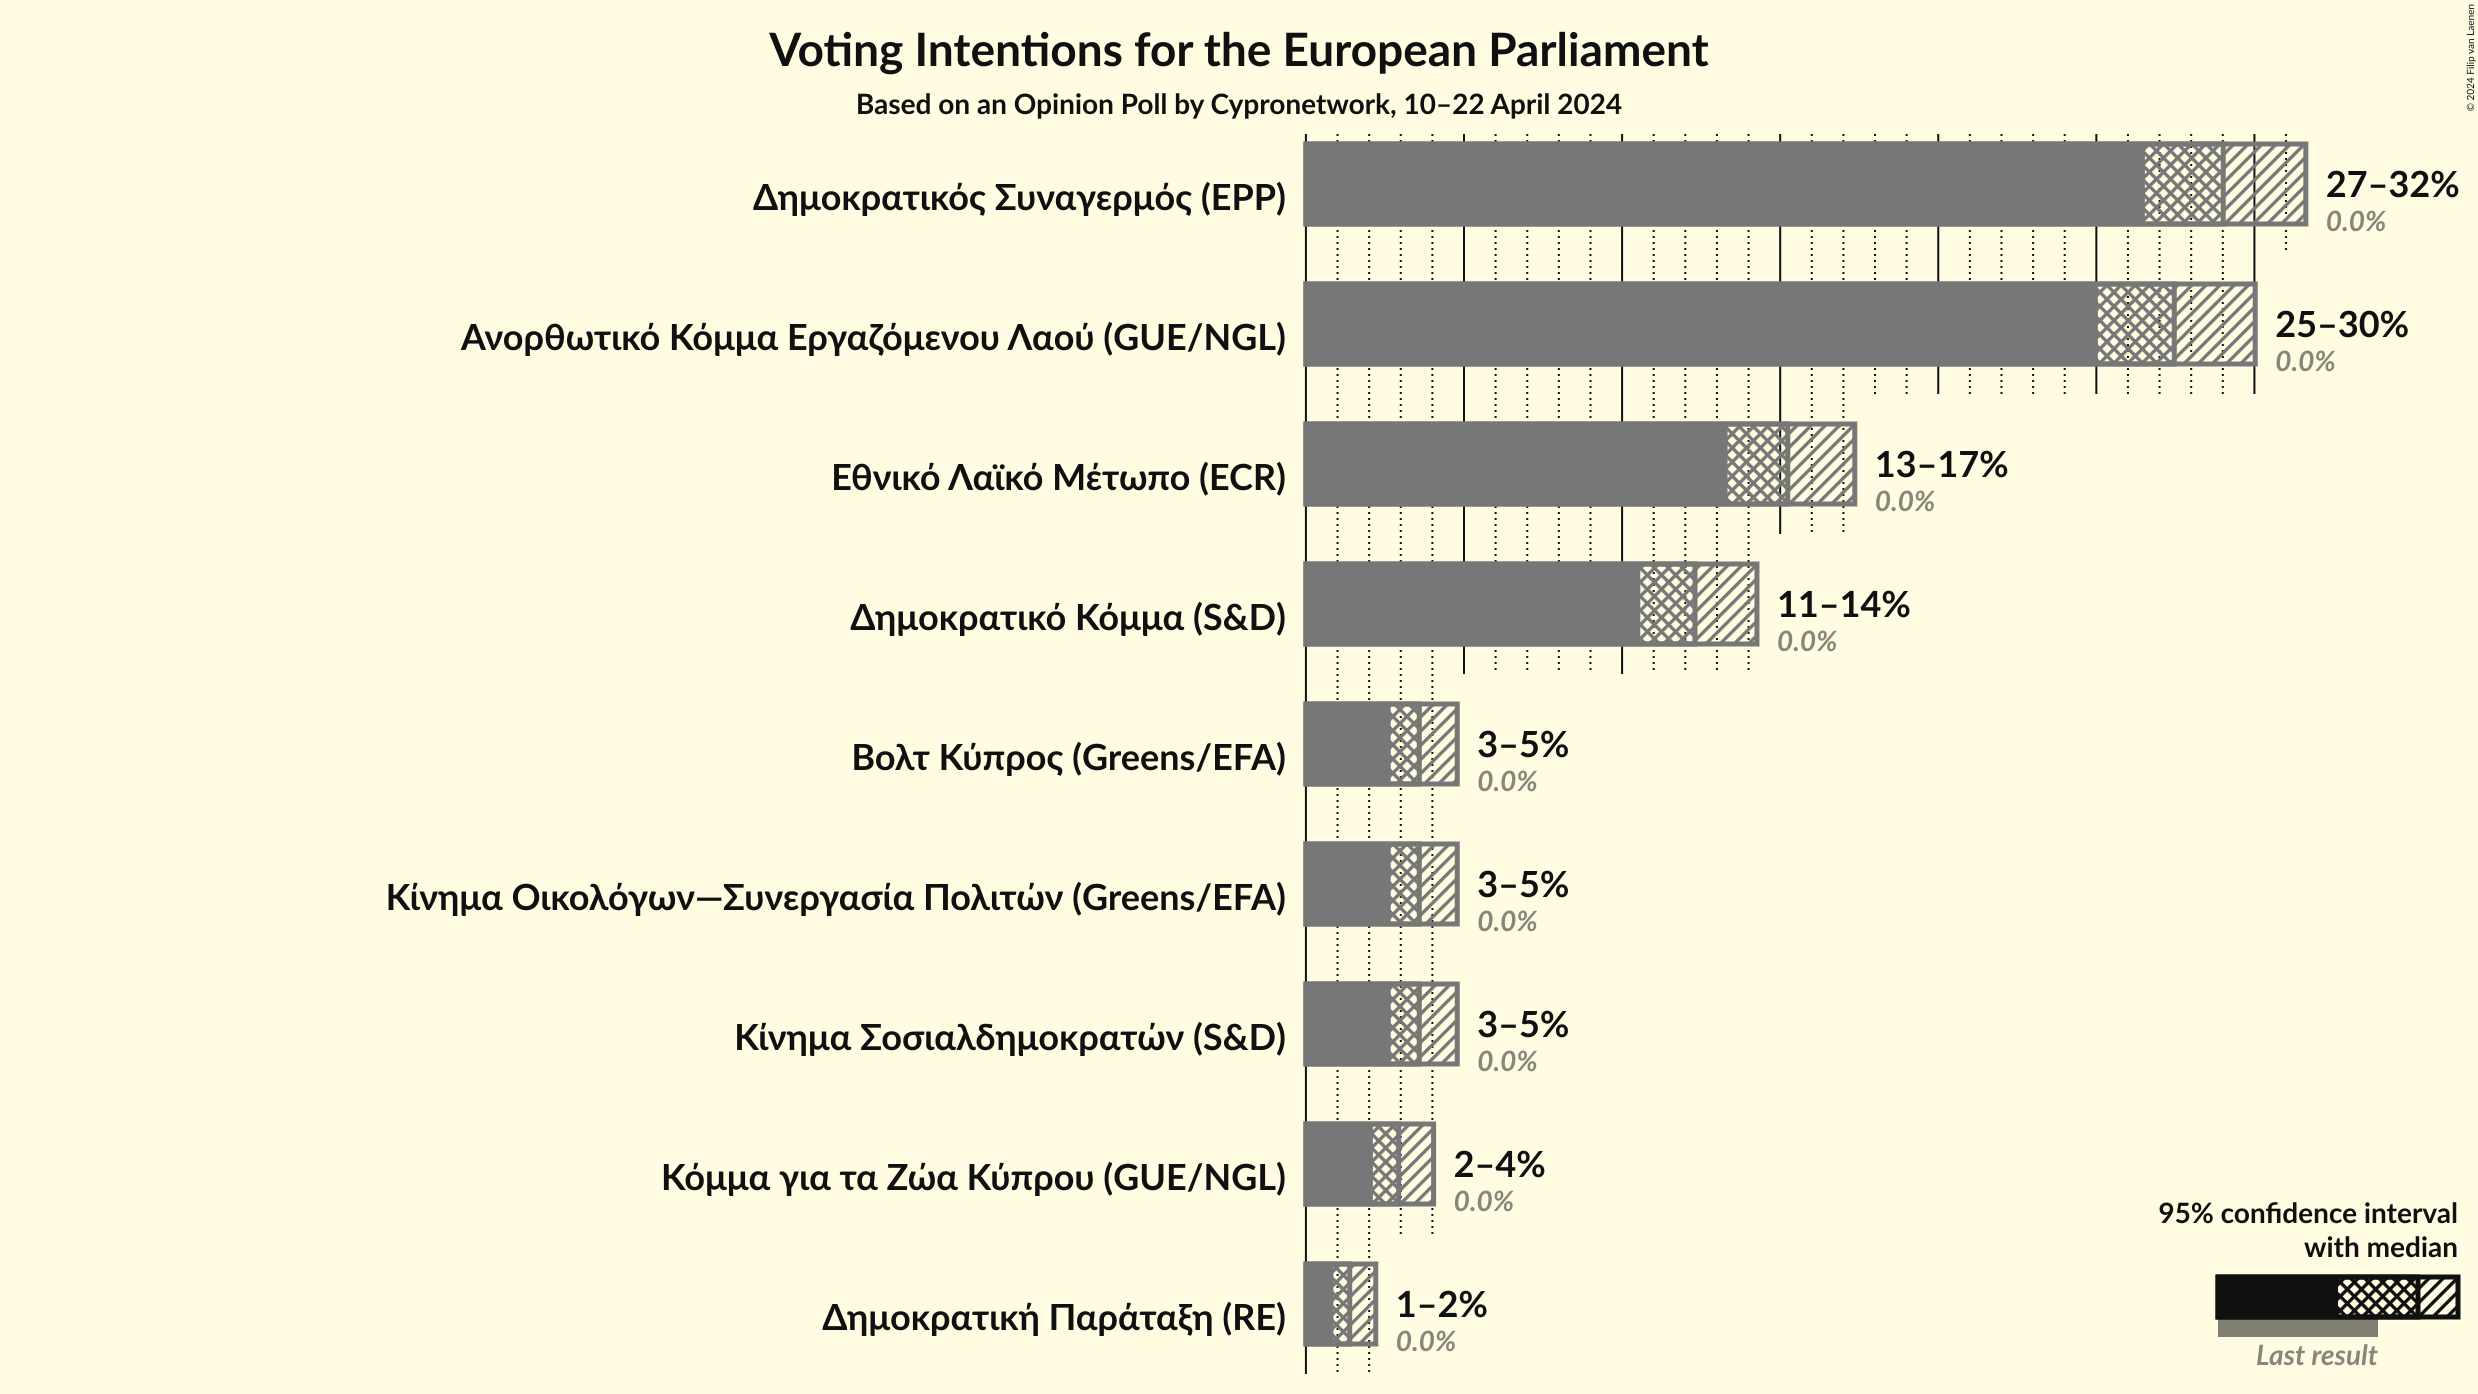 Voting Intentions for the European Parliament
Based on an Opinion Poll by Cypronetwork, 10–22 April 2024
© 2024 Filip van Laenen
Δημοκρατικός Συναγερμός (EPP)
27–32%
0.0%
Ανορθωτικό Κόμμα Εργαζόμενου Λαού (GUE/NGL)
25–30%
0.0%
Εθνικό Λαϊκό Μέτωπο (ECR)
13–17%
0.0%
Δημοκρατικό Κόμμα (S&D)
11–14%
0.0%
Βολτ Κύπρος (Greens/EFA)
3–5%
0.0%
Κίνημα Οικολόγων—Συνεργασία Πολιτών (Greens/EFA)
3–5%
0.0%
Κίνημα Σοσιαλδημοκρατών (S&D)
3–5%
0.0%
Κόμμα για τα Ζώα Κύπρου (GUE/NGL)
2–4%
0.0%
Δημοκρατική Παράταξη (RE)
1–2%
0.0%
95% confidence interval
with median
Last result